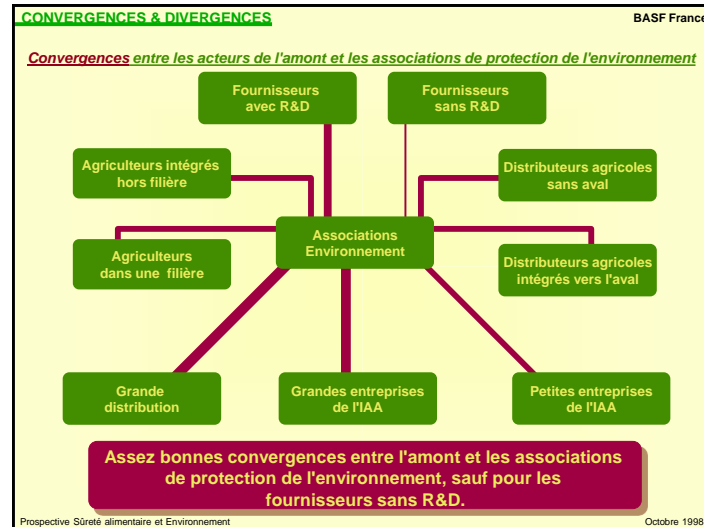 CONVERGENCES & DIVERGENCES
BASF France
Convergences entre les acteurs de l'amont et les associations de protection de l'environnement
Fournisseurs
avec R&D
Fournisseurs
sans R&D
Agriculteurs intégrés
hors filière
Distributeurs agricoles
sans aval
Associations
Environnement
Agriculteurs
dans une filière
Distributeurs agricoles
intégrés vers l'aval
Grande
distribution
Grandes entreprises
de l'IAA
Petites entreprises
de l'IAA
Assez bonnes convergences entre l'amont et les associations
de protection de l'environnement, sauf pour les
fournisseurs sans R&D.
Prospective Sûreté alimentaire et Environnement
Octobre 1998